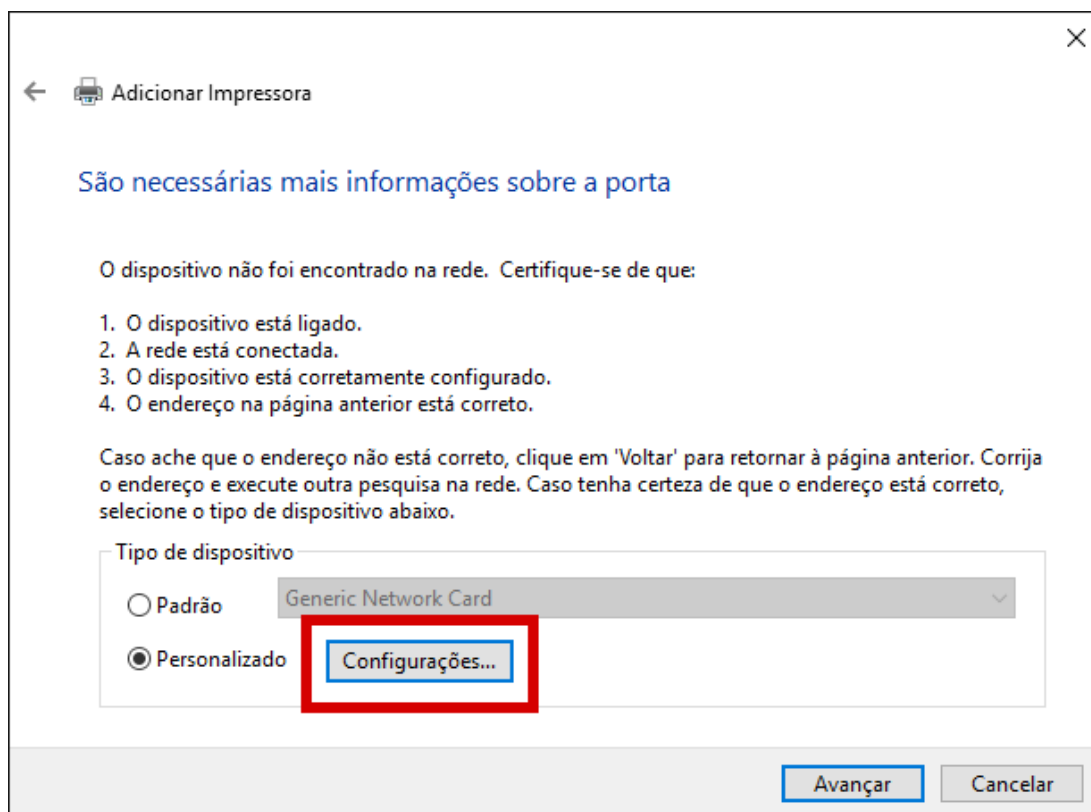 Adicionar Impressora
São necessárias mais informações sobre a porta
O dispositivo não foi encontrado na rede.  Certifique-se de que:
1.  O dispositivo está ligado.
2.  A rede está conectada.
3.  O dispositivo está corretamente configurado.
4.  O endereço na página anterior está correto.
Caso ache que o endereço não está correto, clique em 'Voltar' para retornar à página anterior. Corrija
o endereço e execute outra pesquisa na rede. Caso tenha certeza de que o endereço está correto,
selecione o tipo de dispositivo abaixo.
Tipo de dispositivo
Padrão
Generic Network Card
Personalizado
Configurações...
Avançar
Cancelar